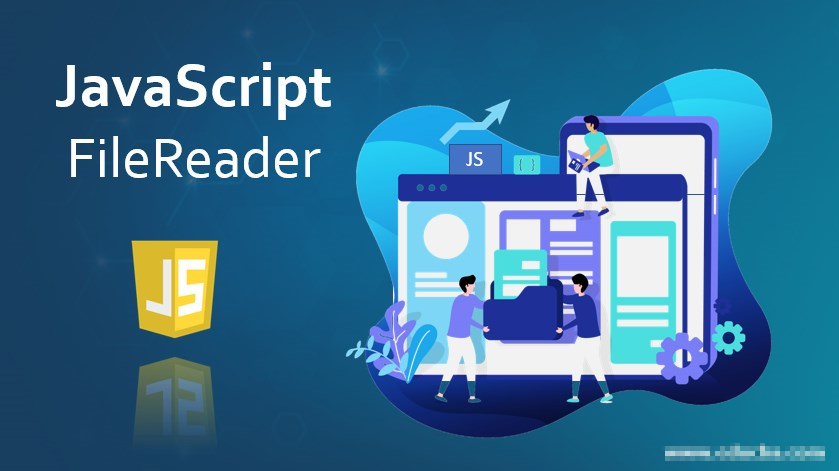 JavaScript
FileReader
JS
{ }
JS